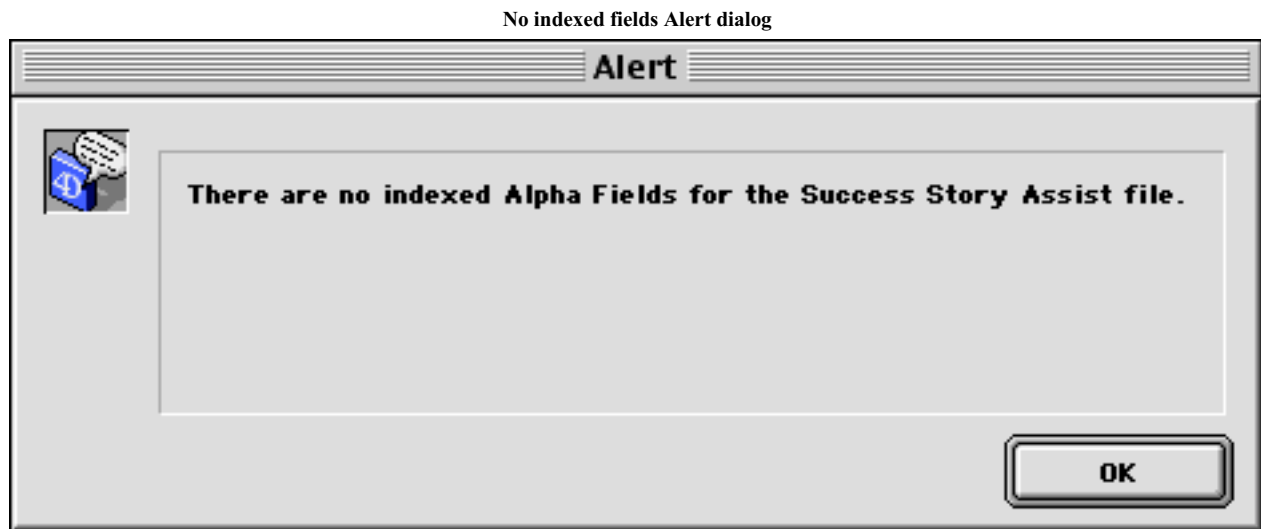 No indexed fields Alert dialog
Alert
4D
There are no indexed Alpha Fields for the Success Story Assist file.
OK